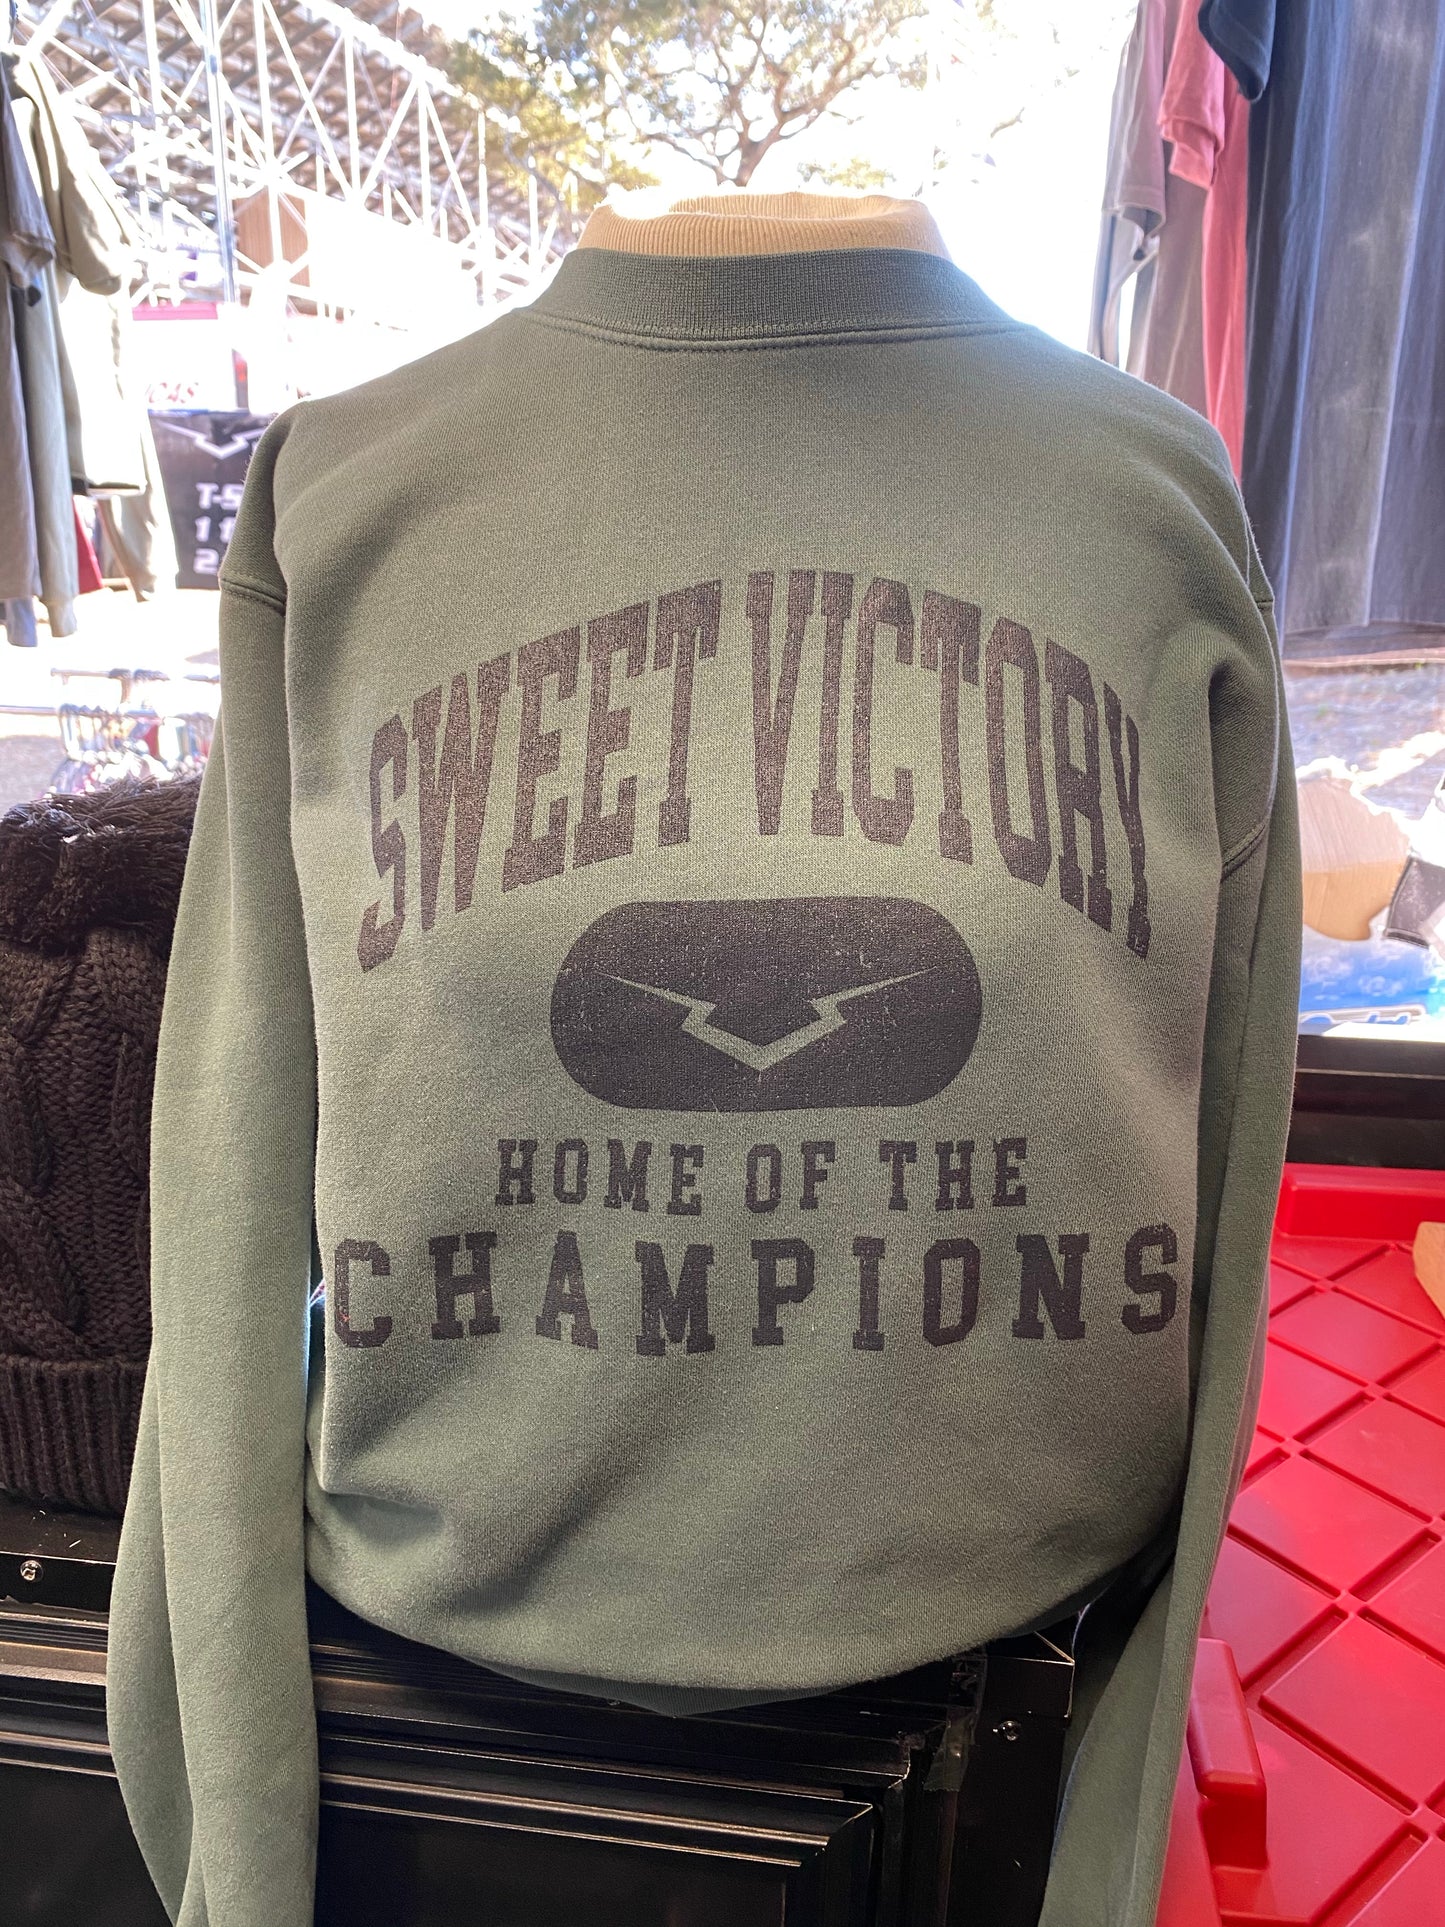 SWEET VICTORY
HOME OF THE
CHAMPIONS